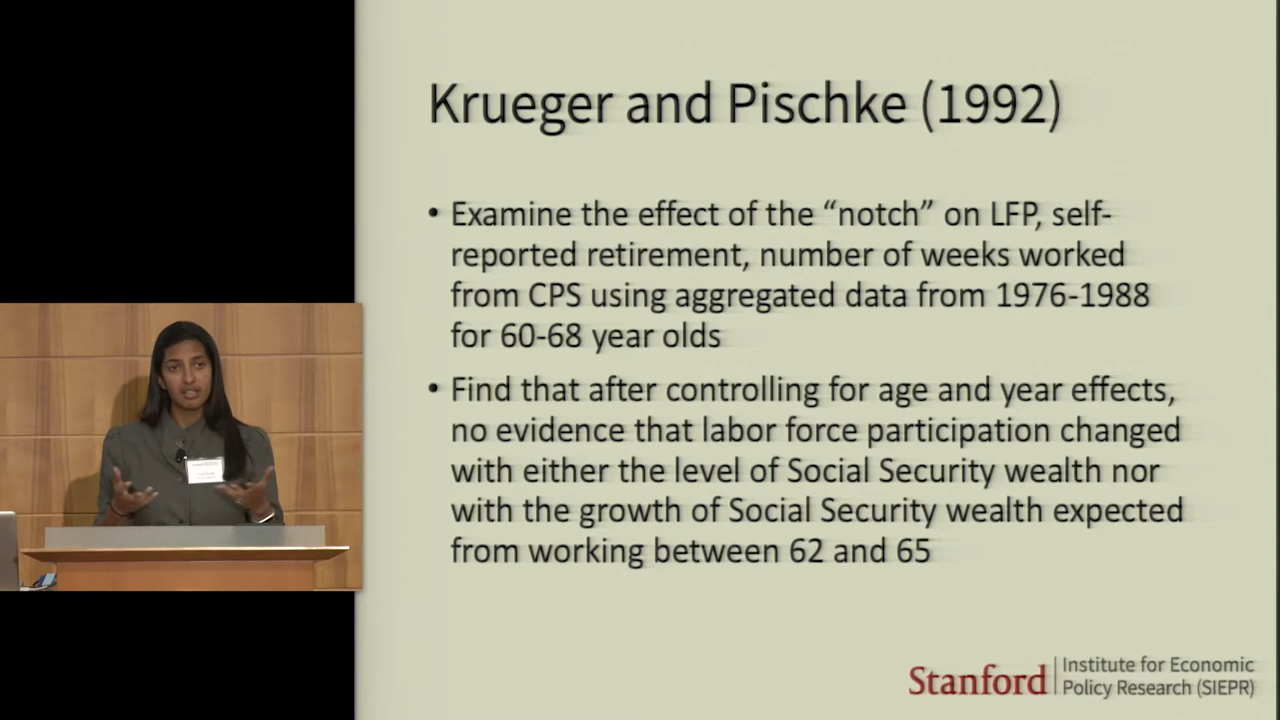 Krueger and Pischke (1992)
• Examine the effect of the “notch” on LFP, self-
reported retirement, number of weeks worked
from CPS using aggregated data from 1976-1988
for 60-68 year olds
• Find that after controlling for age and year effects,
no evidence that labor force participation changed
with either the level of Social Security wealth nor
with the growth of Social Security wealth expected
from working between 62 and 65
Stanford
Institute for Economic
Policy Research (SIEPR)